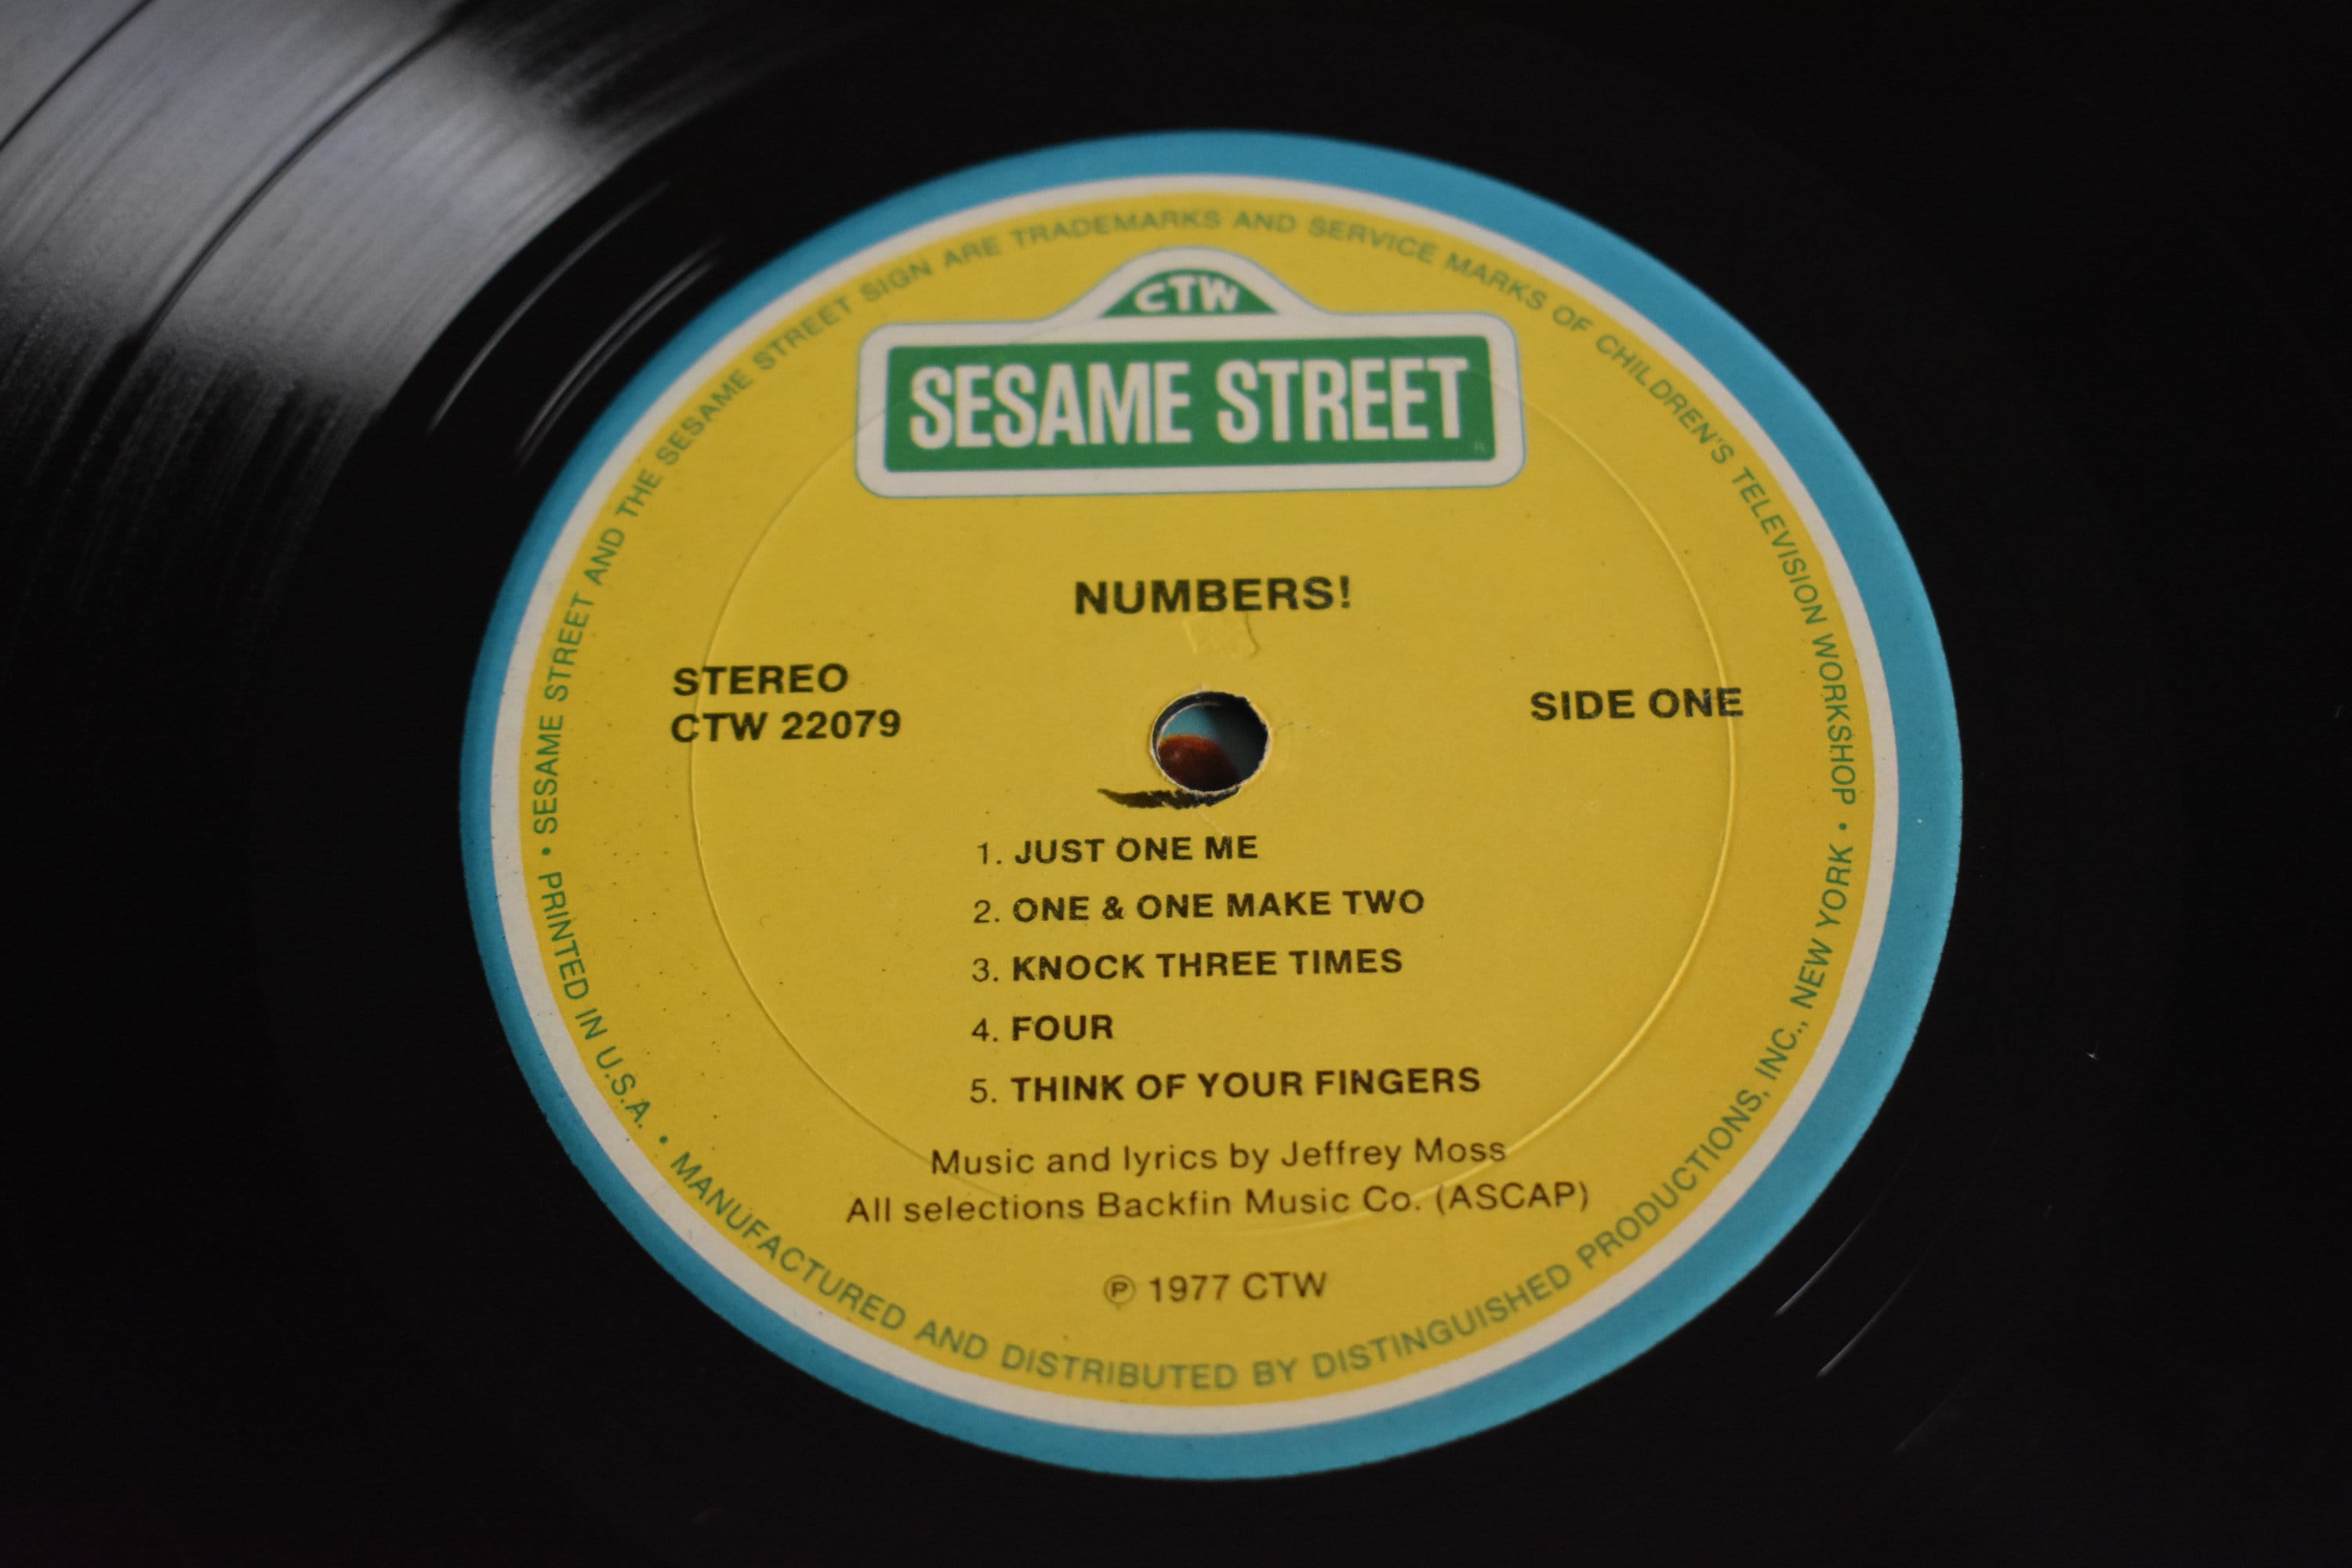 CTW
SESAME STREET
R
NUMBERS!
STEREO
CTW 22079
SIDE ONE
1. JUST ONE ME
2. ONE & ONE MAKE TWO
3. KNOCK THREE TIMES
4. FOUR
5. THINK OF YOUR FINGERS
Music and lyrics by Jeffrey Moss
All selections Backfin Music Co. (ASCAP)
Ⓟ 1977 CTW
• SESAME STREET AND THE SESAME STREET SIGN ARE TRADEMARKS AND SERVICE MARKS OF CHILDREN'S TELEVISION WORKSHOP •
PRINTED IN U.S.A. • MANUFACTURED AND DISTRIBUTED BY DISTINGUISHED PRODUCTIONS, INC., NEW YORK